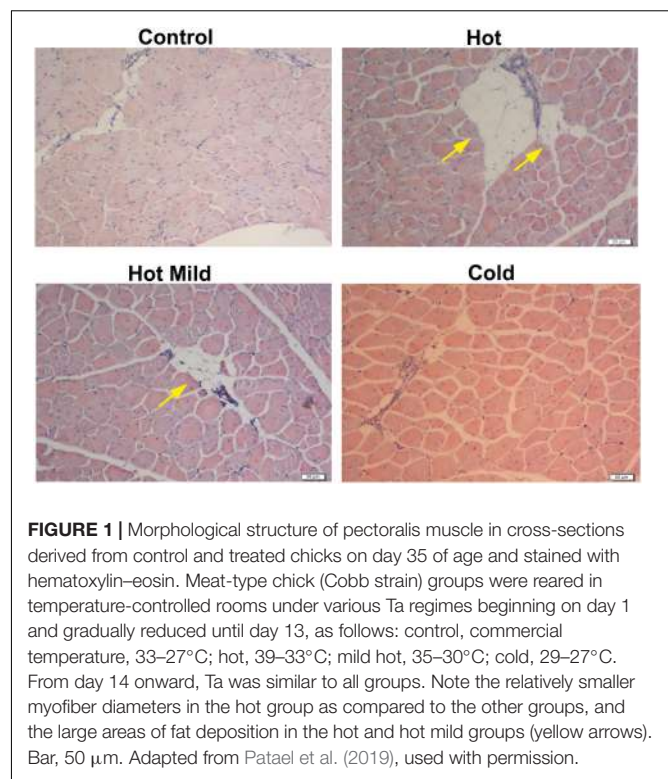 Control
Hot
Hot Mild
Cold
FIGURE 1 | Morphological structure of pectoralis muscle in cross-sections
derived from control and treated chicks on day 35 of age and stained with
hematoxylin–eosin. Meat-type chick (Cobb strain) groups were reared in
temperature-controlled rooms under various Ta regimes beginning on day 1
and gradually reduced until day 13, as follows: control, commercial
temperature, 33–27°C; hot, 39–33°C; mild hot, 35–30°C; cold, 29–27°C.
From day 14 onward, Ta was similar to all groups. Note the relatively smaller
myofiber diameters in the hot group as compared to the other groups, and
the large areas of fat deposition in the hot and hot mild groups (yellow arrows).
Bar, 50 μm. Adapted from Patael et al. (2019), used with permission.